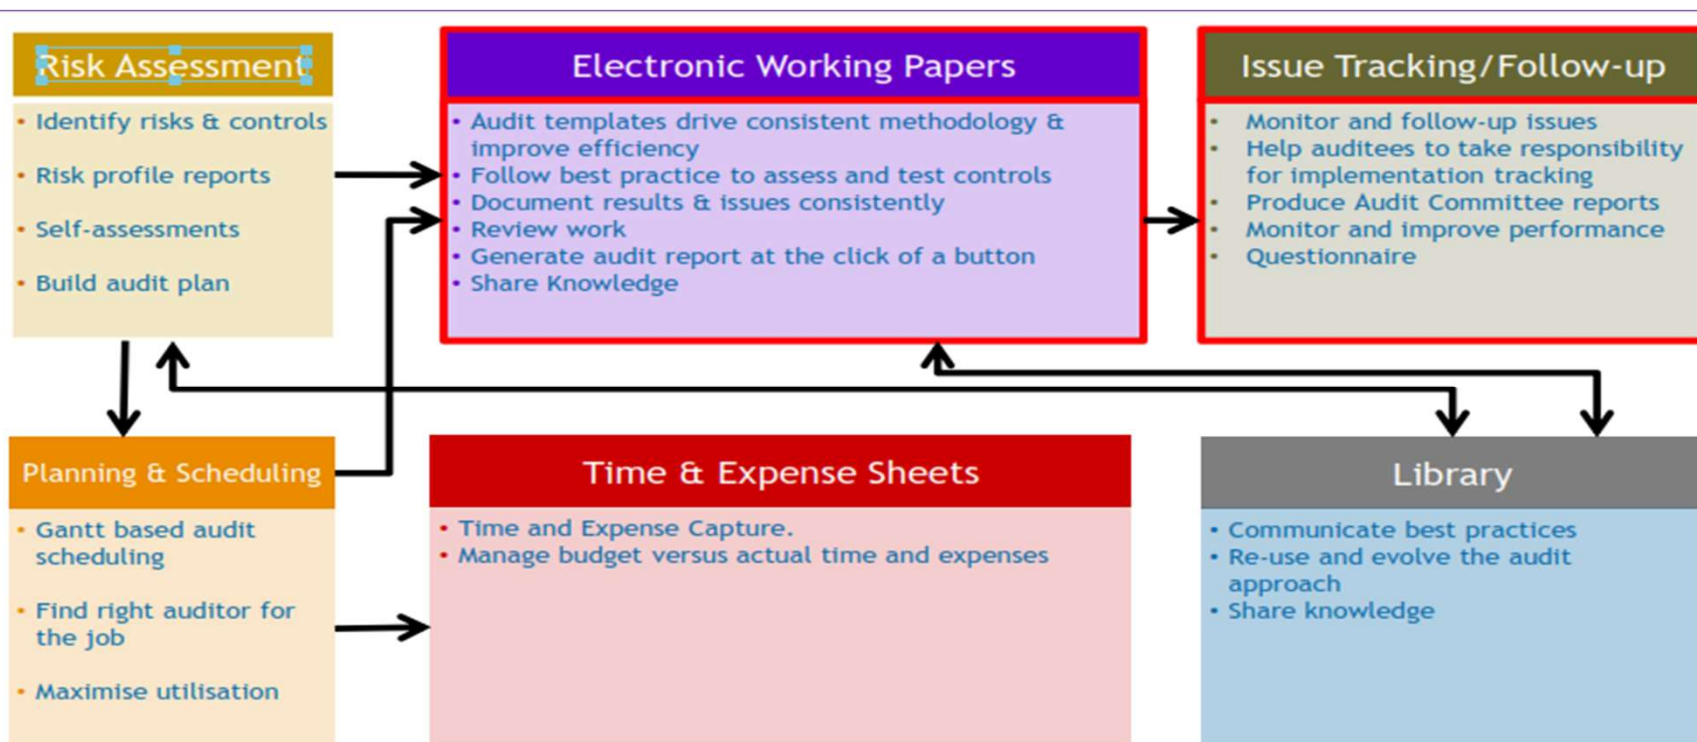 Risk Assessment
• Identify risks & controls
• Risk profile reports
• Self-assessments
• Build audit plan
Electronic Working Papers
• Audit templates drive consistent methodology &
improve efficiency
• Follow best practice to assess and test controls
• Document results & issues consistently
• Review work
• Generate audit report at the click of a button
• Share Knowledge
Issue Tracking/Follow-up
• Monitor and follow-up issues
• Help auditees to take responsibility
for implementation tracking
• Produce Audit Committee reports
• Monitor and improve performance
• Questionnaire
Planning & Scheduling
• Gantt based audit
scheduling
• Find right auditor for
the job
• Maximise utilisation
Time & Expense Sheets
• Time and Expense Capture.
• Manage budget versus actual time and expenses
Library
• Communicate best practices
• Re-use and evolve the audit
approach
• Share knowledge